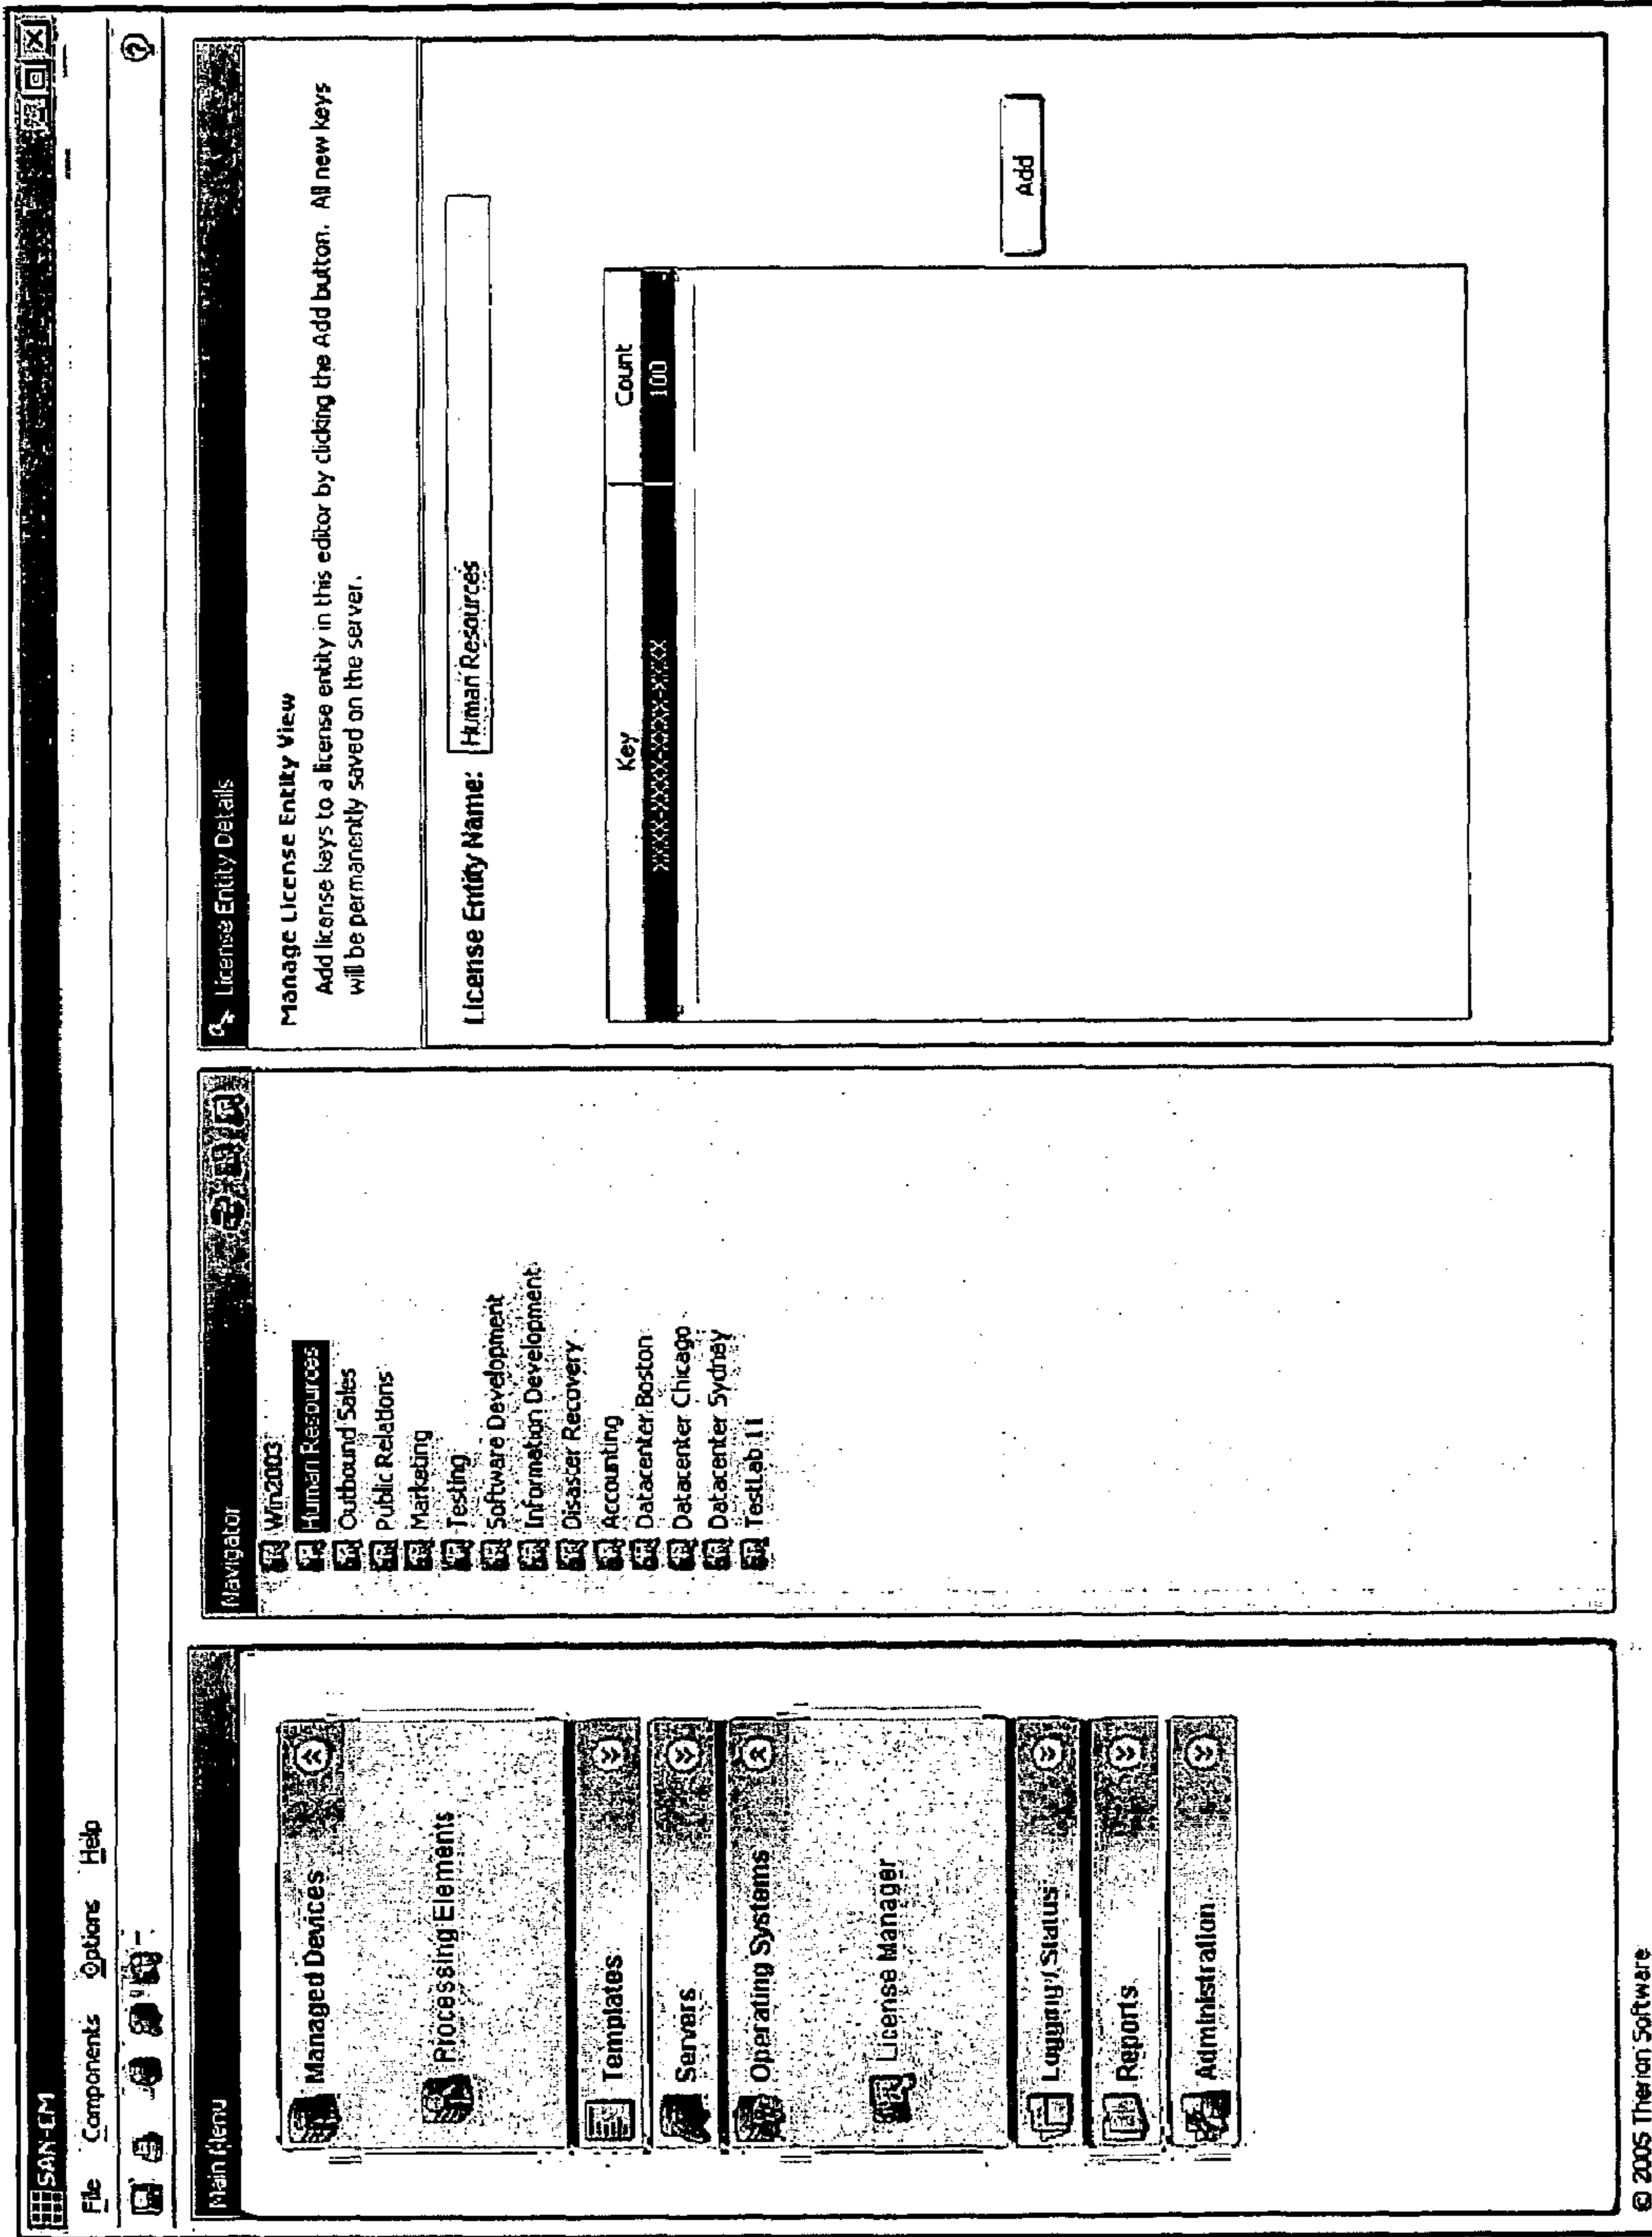 SAN-CM
File Components Options Help
Main Menu
Managed Devices
Processing Elements
Templates
Servers
Operating Systems
License Manager
Logging/Status
Reports
Administration
Navigator
Win2003
Human Resources
Outbound Sales
Public Relations
Marketing
Testing
Software Development
Information Development
Disaster Recovery
Accounting
Datacenter Boston
Datacenter Chicago
Datacenter Sydney
TestLab 11
License Entity Details
Manage License Entity View
Add license keys to a license entity in this editor by clicking the Add button. All new keys
will be permanently saved on the server.
License Entity Name: Human Resources
Key Count
XXXX-XXXX-XXXX-XXXX 100
Add
© 2005 Therion Software